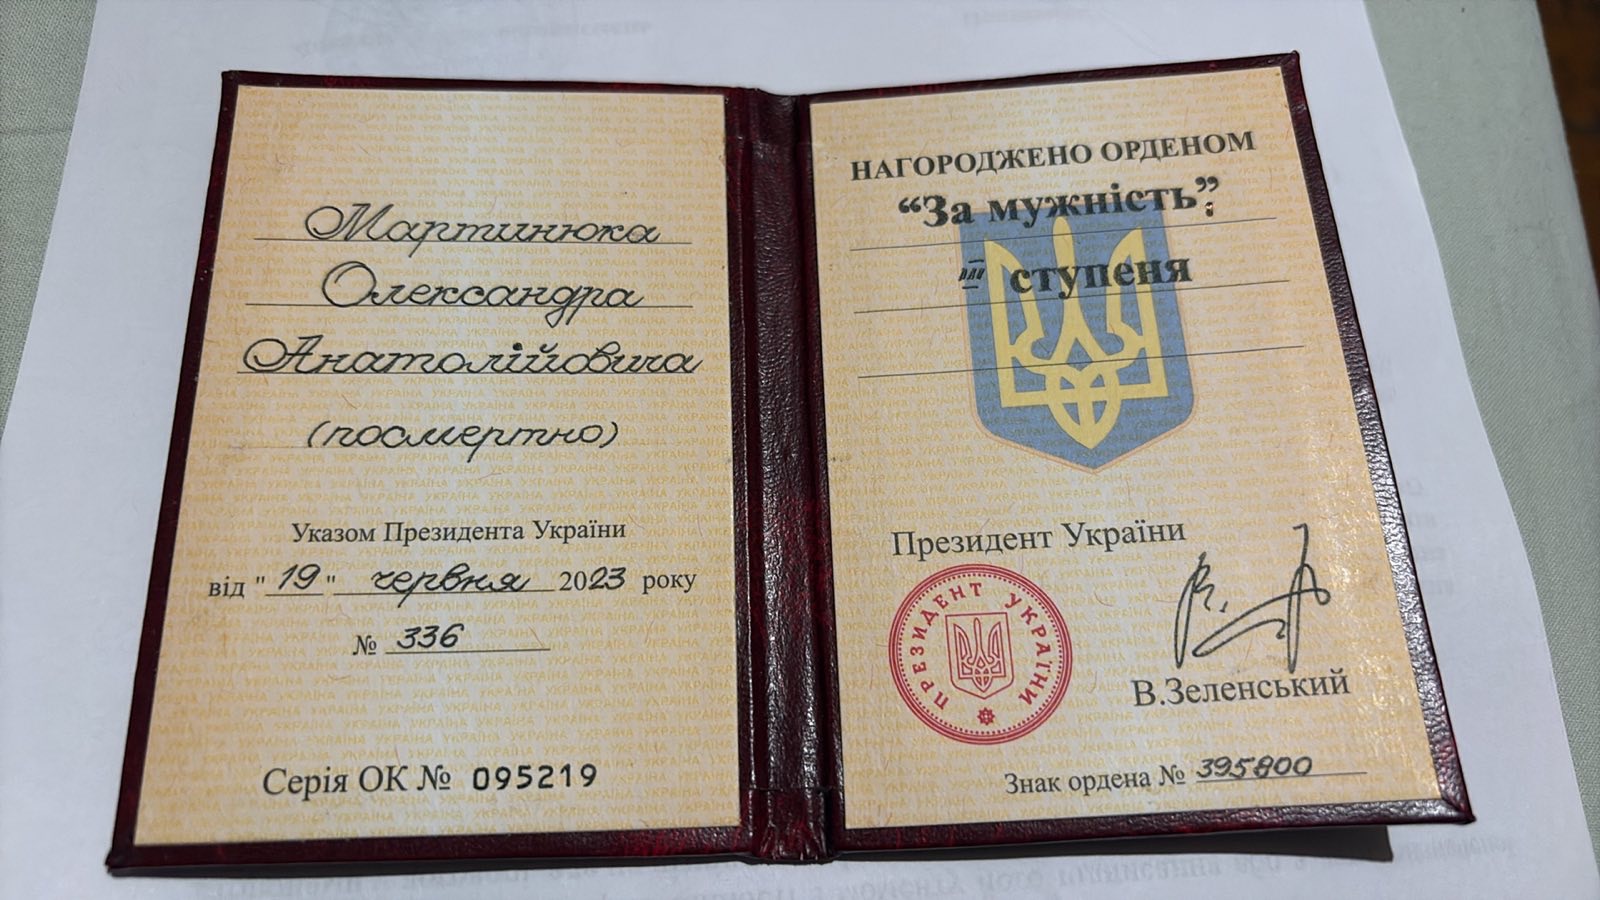 Мартинюка
Олександра
Анатолійовича
(посмертно)
Указом Президента України
від "19" червня 2023 року
№ 336
Серія ОК № 095219
НАГОРОДЖЕНО ОРДЕНОМ
“За мужність”
III ступеня
Президент України
ПРЕЗИДЕНТ УКРАЇНИ
В.Зеленський
Знак ордена № 395800